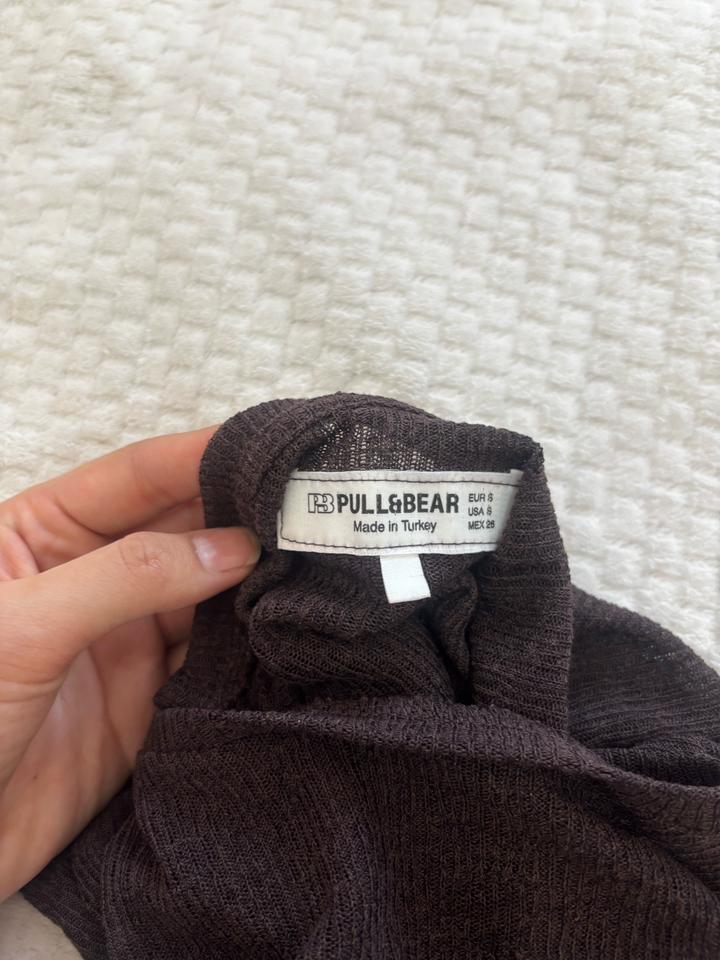 PB PULL&BEAR
Made in Turkey
EUR S
USA S
MEX 26